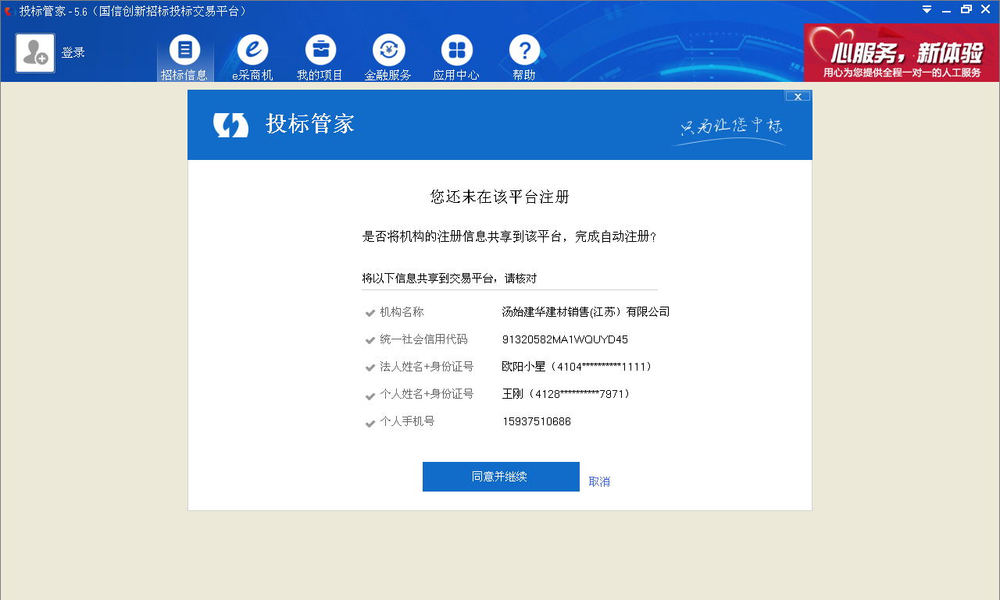 投标管家 - 5.6（国信创新招标投标交易平台）
登录
招标信息 e采商机 我的项目 金融服务 应用中心 帮助
心服务，新体验
用心为您提供全程一对一的人工服务
投标管家
只为让您中标
您还未在该平台注册
是否将机构的注册信息共享到该平台，完成自动注册?
将以下信息共享到交易平台，请核对
机构名称 汤始建华建材销售(江苏）有限公司
统一社会信用代码 91320582MA1WQUYD45
法人姓名+身份证号 欧阳小星（4104**********1111）
个人姓名+身份证号 王刚（4128**********7971）
个人手机号 15937510686
同意并继续 取消